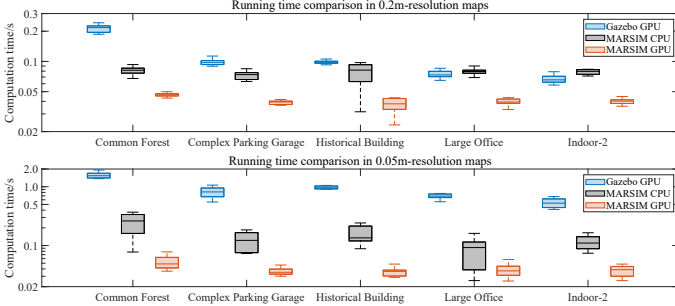 Running time comparison in 0.2m-resolution maps
Computation time/s
0.3
0.2
0.1
0.05
0.02
Gazebo GPU
MARSIM CPU
MARSIM GPU
Common Forest
Complex Parking Garage
Historical Building
Large Office
Indoor-2
Running time comparison in 0.05m-resolution maps
Computation time/s
2.0
1.0
0.5
0.1
0.02
Gazebo GPU
MARSIM CPU
MARSIM GPU
Common Forest
Complex Parking Garage
Historical Building
Large Office
Indoor-2